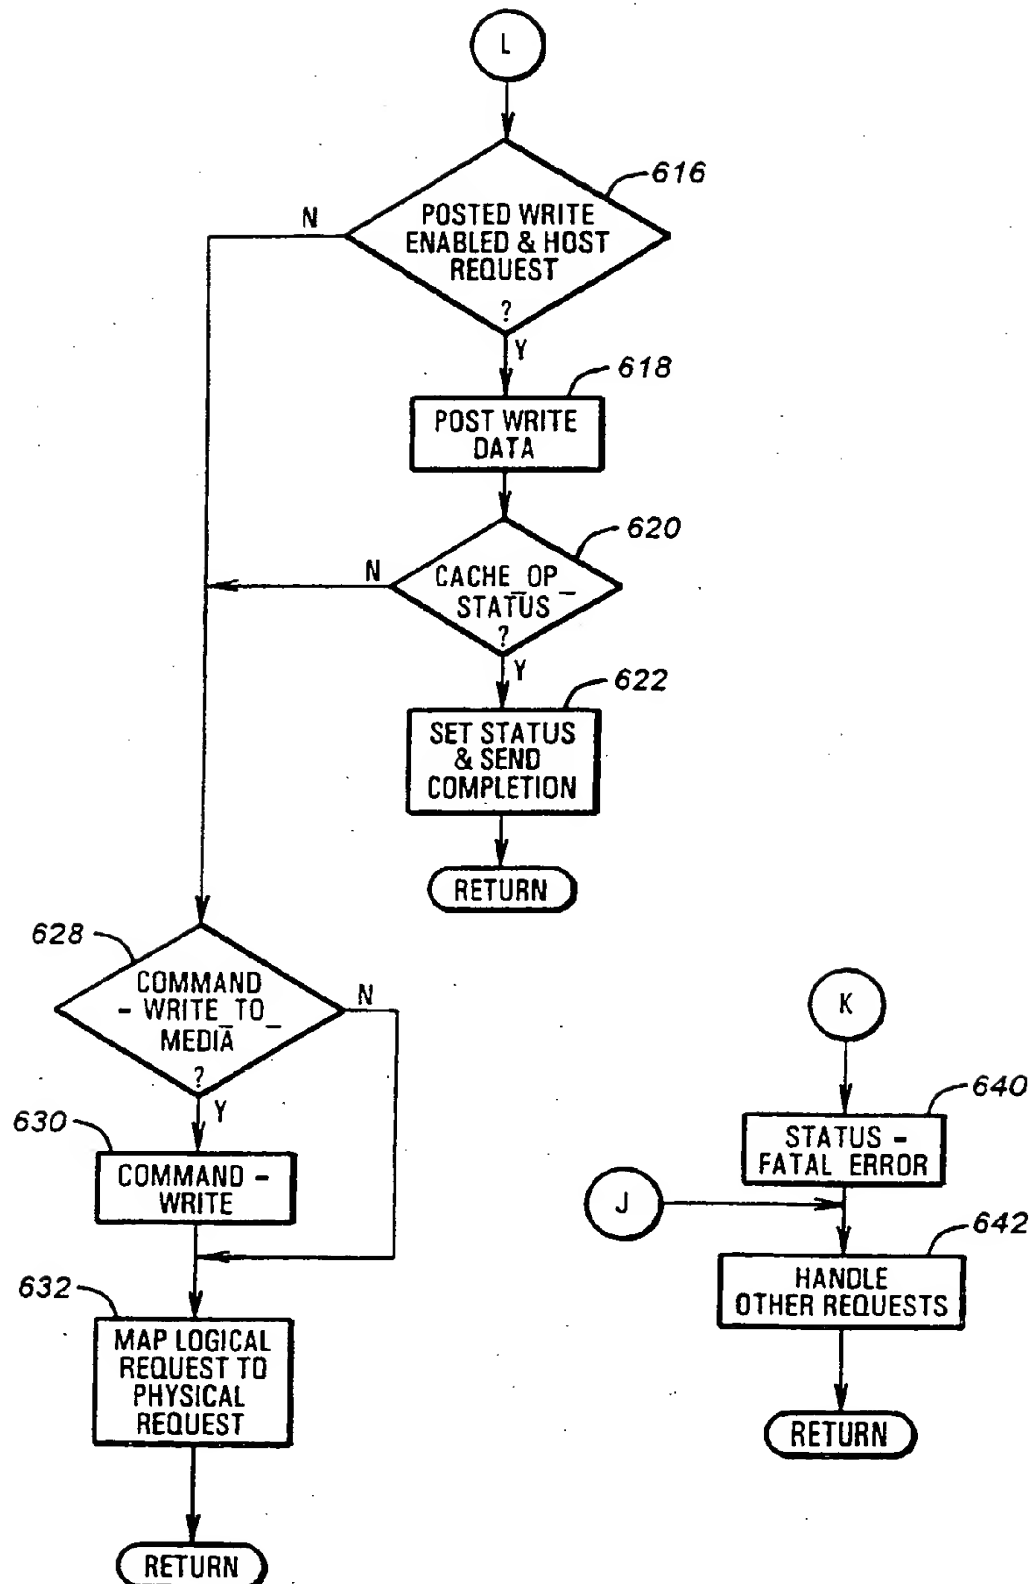 L
616
POSTED WRITE
ENABLED & HOST
REQUEST
?
N
Y
618
POST WRITE
DATA
620
CACHE_OP_
STATUS
?
N
Y
622
SET STATUS
& SEND
COMPLETION
RETURN
628
COMMAND
- WRITE_TO_
MEDIA
?
N
Y
630
COMMAND -
WRITE
632
MAP LOGICAL
REQUEST TO
PHYSICAL
REQUEST
RETURN
K
640
STATUS -
FATAL ERROR
J
642
HANDLE
OTHER REQUESTS
RETURN